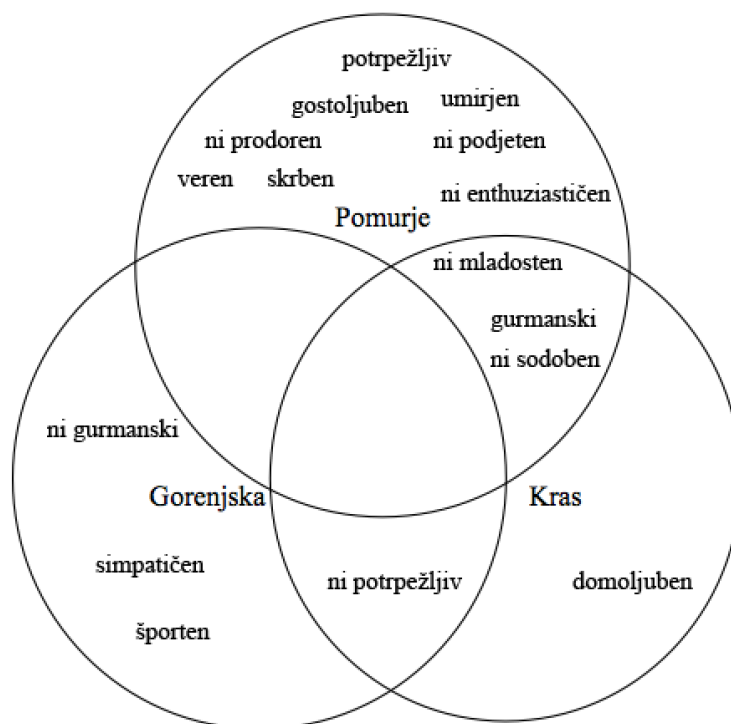 potrpežljiv
gostoljuben
umirjen
ni prodoren
ni podjeten
veren
skrben
ni enthuziastičen
Pomurje
ni mladosten
gurmanski
ni sodoben
ni gurmanski
Gorenjska
Kras
simpatičen
ni potrpežljiv
domoljuben
športen